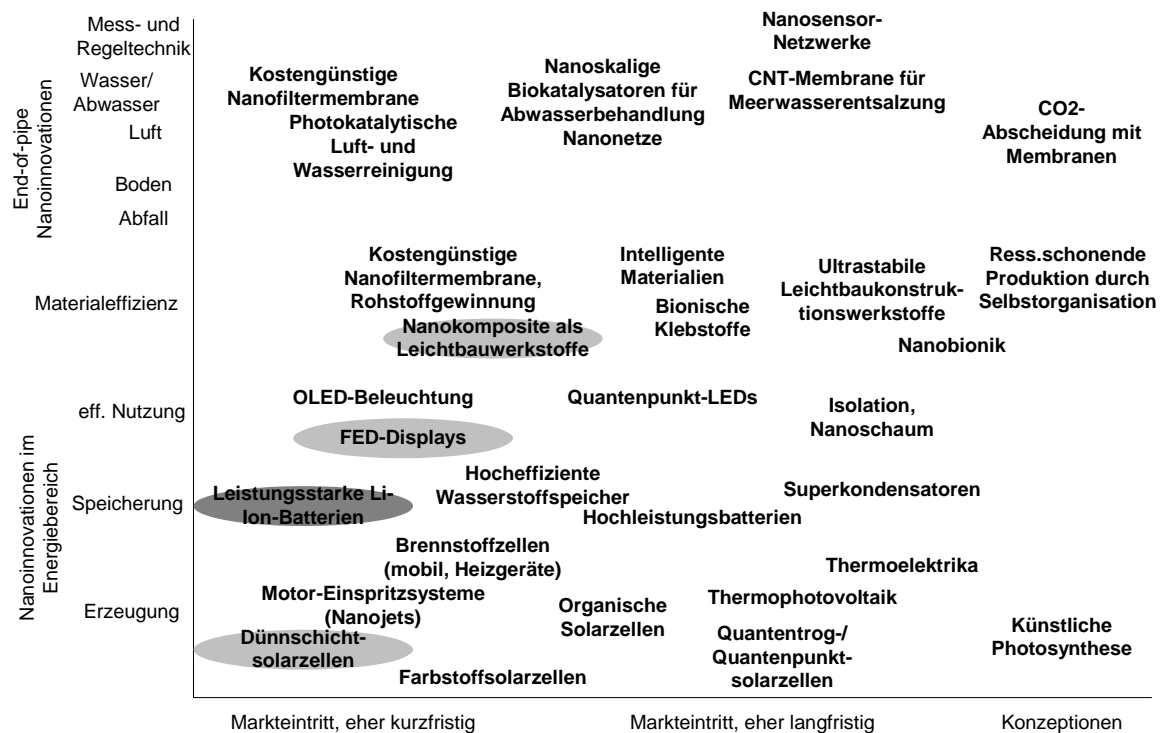 Mess- und
Regeltechnik
Nanosensor-
Netzwerke
End-of-pipe
Nanoinnovationen
Wasser/
Abwasser
Kostengünstige
Nanofiltermembrane
Nanoskalige
Biokatalysatoren für
Abwasserbehandlung
Nanonetze
CNT-Membrane für
Meerwasserentsalzung
Luft
Photokatalytische
Luft- und
Wasserreinigung
CO2-
Abscheidung mit
Membranen
Boden
Abfall
Materialeffizienz
Kostengünstige
Nanofiltermembrane,
Rohstoffgewinnung
Nanokomposite als
Leichtbauwerkstoffe
Intelligente
Materialien
Bionische
Klebstoffe
Ultrastabile
Leichtbaukonstruk-
tionswerkstoffe
Nanobionik
Ress.schonende
Produktion durch
Selbstorganisation
Nanoinnovationen im
Energiebereich
eff. Nutzung
OLED-Beleuchtung
FED-Displays
Quantenpunkt-LEDs
Isolation,
Nanoschaum
Speicherung
Leistungsstarke Li-
Ion-Batterien
Hocheffiziente
Wasserstoffspeicher
Hochleistungsbatterien
Superkondensatoren
Erzeugung
Brennstoffzellen
(mobil, Heizgeräte)
Motor-Einspritzsysteme
(Nanojets)
Dünnschicht-
solarzellen
Farbstoffsolarzellen
Organische
Solarzellen
Thermoelektrika
Thermophotovoltaik
Quantentrog-/
Quantenpunkt-
solarzellen
Künstliche
Photosynthese
Markteintritt, eher kurzfristig
Markteintritt, eher langfristig
Konzeptionen